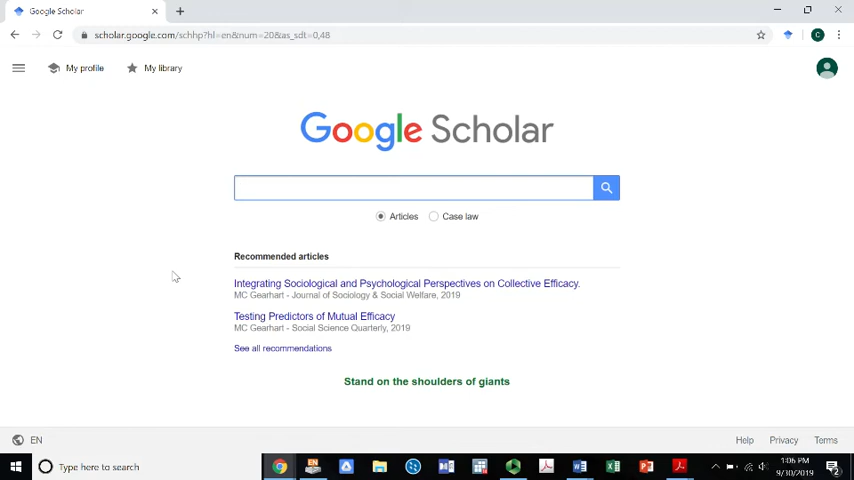 Google Scholar
scholar.google.com/schhp?hl=en&num=20&as_sdt=0,48
C
My profile
My library
Google Scholar
Articles
Case law
Recommended articles
Integrating Sociological and Psychological Perspectives on Collective Efficacy.
MC Gearhart - Journal of Sociology & Social Welfare, 2019
Testing Predictors of Mutual Efficacy
MC Gearhart - Social Science Quarterly, 2019
See all recommendations
Stand on the shoulders of giants
EN
Help
Privacy
Terms
Type here to search
EN
1:06 PM
9/30/2019
2